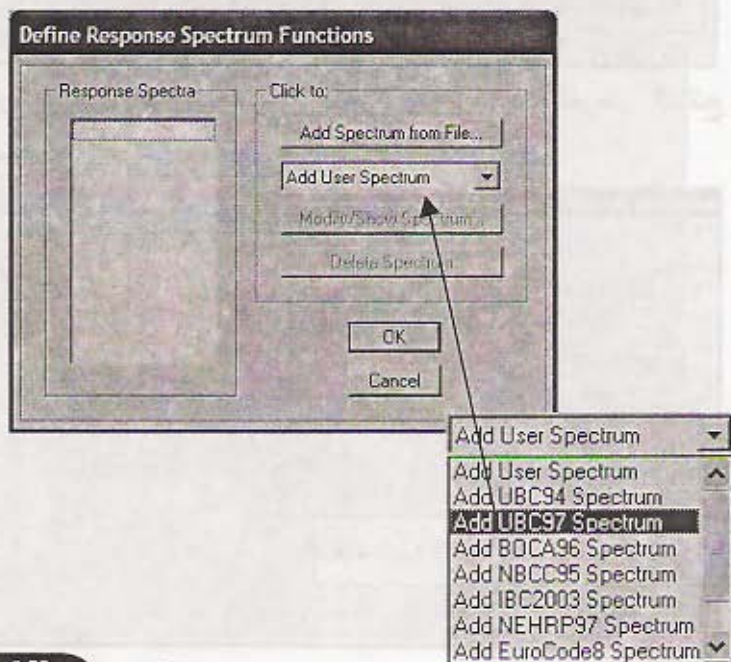 Define Response Spectrum Functions
Response Spectra
Click to:
Add Spectrum from File...
Add User Spectrum
Modify/Show Spectrum...
Delete Spectrum
OK
Cancel
Add User Spectrum
Add User Spectrum
Add UBC94 Spectrum
Add UBC97 Spectrum
Add BOCA96 Spectrum
Add NBCC95 Spectrum
Add IBC2003 Spectrum
Add NEHRP97 Spectrum
Add EuroCode8 Spectrum